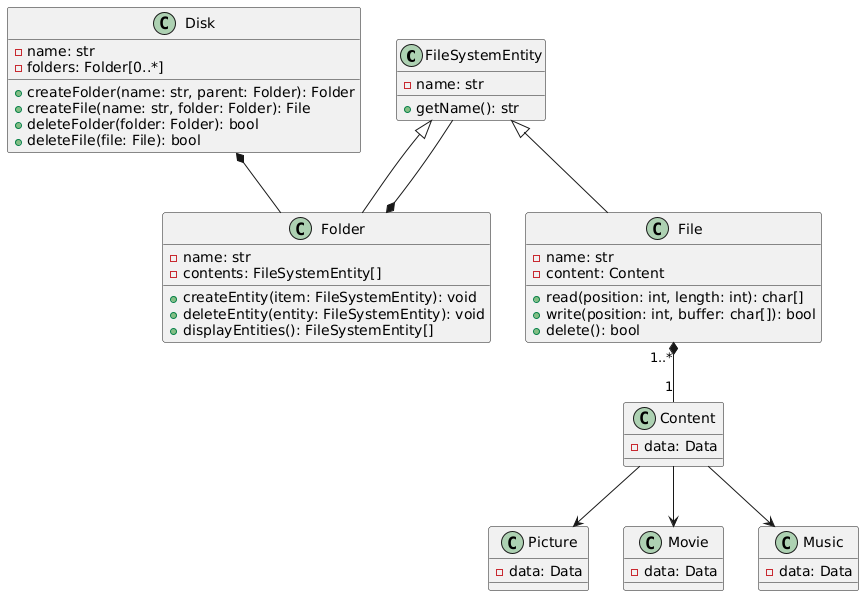 C Disk
name: str
folders: Folder[0..*]
createFolder(name: str, parent: Folder): Folder
createFile(name: str, folder: Folder): File
deleteFolder(folder: Folder): bool
deleteFile(file: File): bool
C FileSystemEntity
name: str
getName(): str
C Folder
name: str
contents: FileSystemEntity[]
createEntity(item: FileSystemEntity): void
deleteEntity(entity: FileSystemEntity): void
displayEntities(): FileSystemEntity[]
C File
name: str
content: Content
read(position: int, length: int): char[]
write(position: int, buffer: char[]): bool
delete(): bool
1..*
1
C Content
data: Data
C Picture
data: Data
C Movie
data: Data
C Music
data: Data